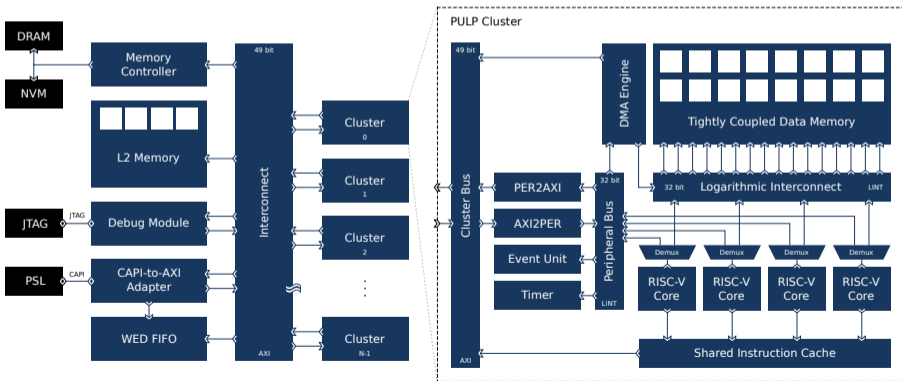 DRAM
NVM
JTAG
PSL
JTAG
CAPI
Memory
Controller
L2 Memory
Debug Module
CAPI-to-AXI
Adapter
WED FIFO
49 bit
Interconnect
AXI
Cluster
0
Cluster
1
Cluster
2
Cluster
N-1
PULP Cluster
49 bit
Cluster Bus
AXI
PER2AXI
AXI2PER
Event Unit
Timer
32 bit
Peripheral Bus
LINT
DMA Engine
Tightly Coupled Data Memory
32 bit
Logarithmic Interconnect
LINT
Demux
Demux
Demux
Demux
RISC-V
Core
RISC-V
Core
RISC-V
Core
RISC-V
Core
Shared Instruction Cache